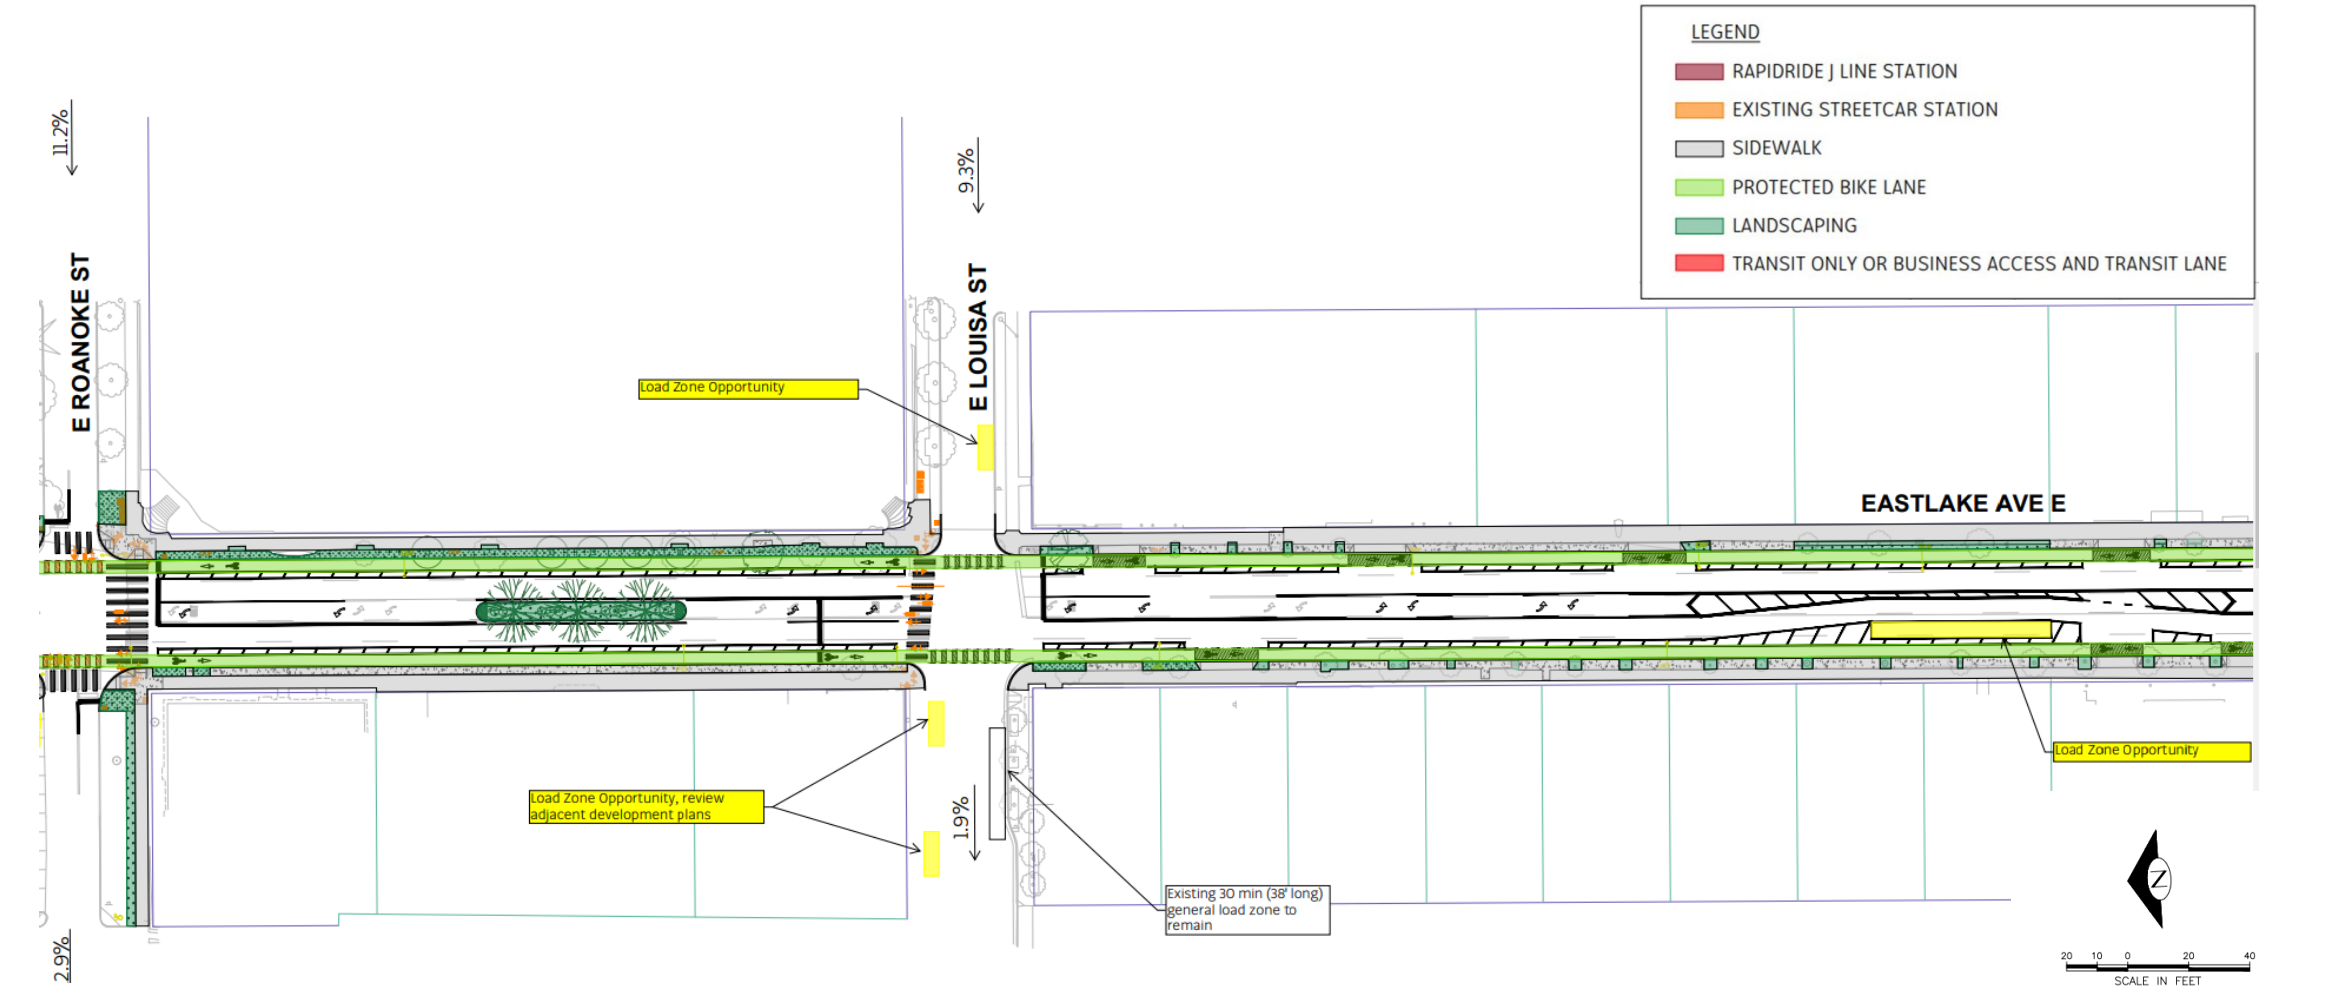 LEGEND
RAPIDRIDE J LINE STATION
EXISTING STREETCAR STATION
SIDEWALK
PROTECTED BIKE LANE
LANDSCAPING
TRANSIT ONLY OR BUSINESS ACCESS AND TRANSIT LANE
11.2%
9.3%
E ROANOKE ST
E LOUISA ST
Load Zone Opportunity
EASTLAKE AVE E
Load Zone Opportunity
Load Zone Opportunity, review
adjacent development plans
1.9%
Existing 30 min (38' long)
general load zone to
remain
2.9%
N
20 10 0 20 40
SCALE IN FEET